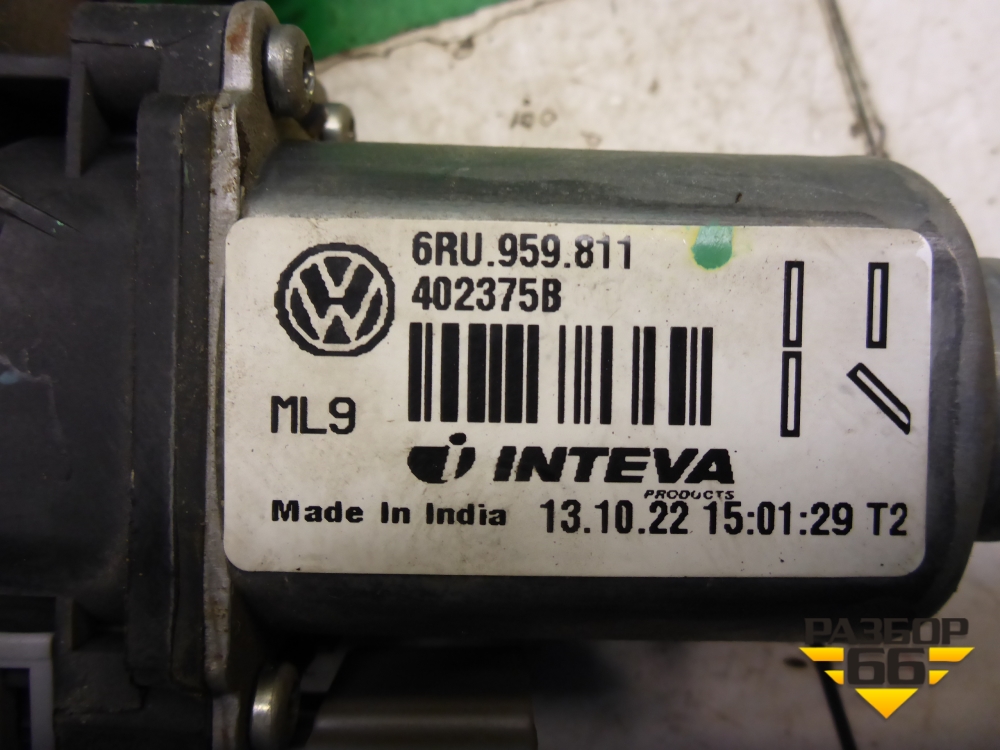 6RU.959.811
402375B
ML9
INTEVA
PRODUCTS
Made In India 13.10.22 15:01:29 T2
РАЗБОР
66